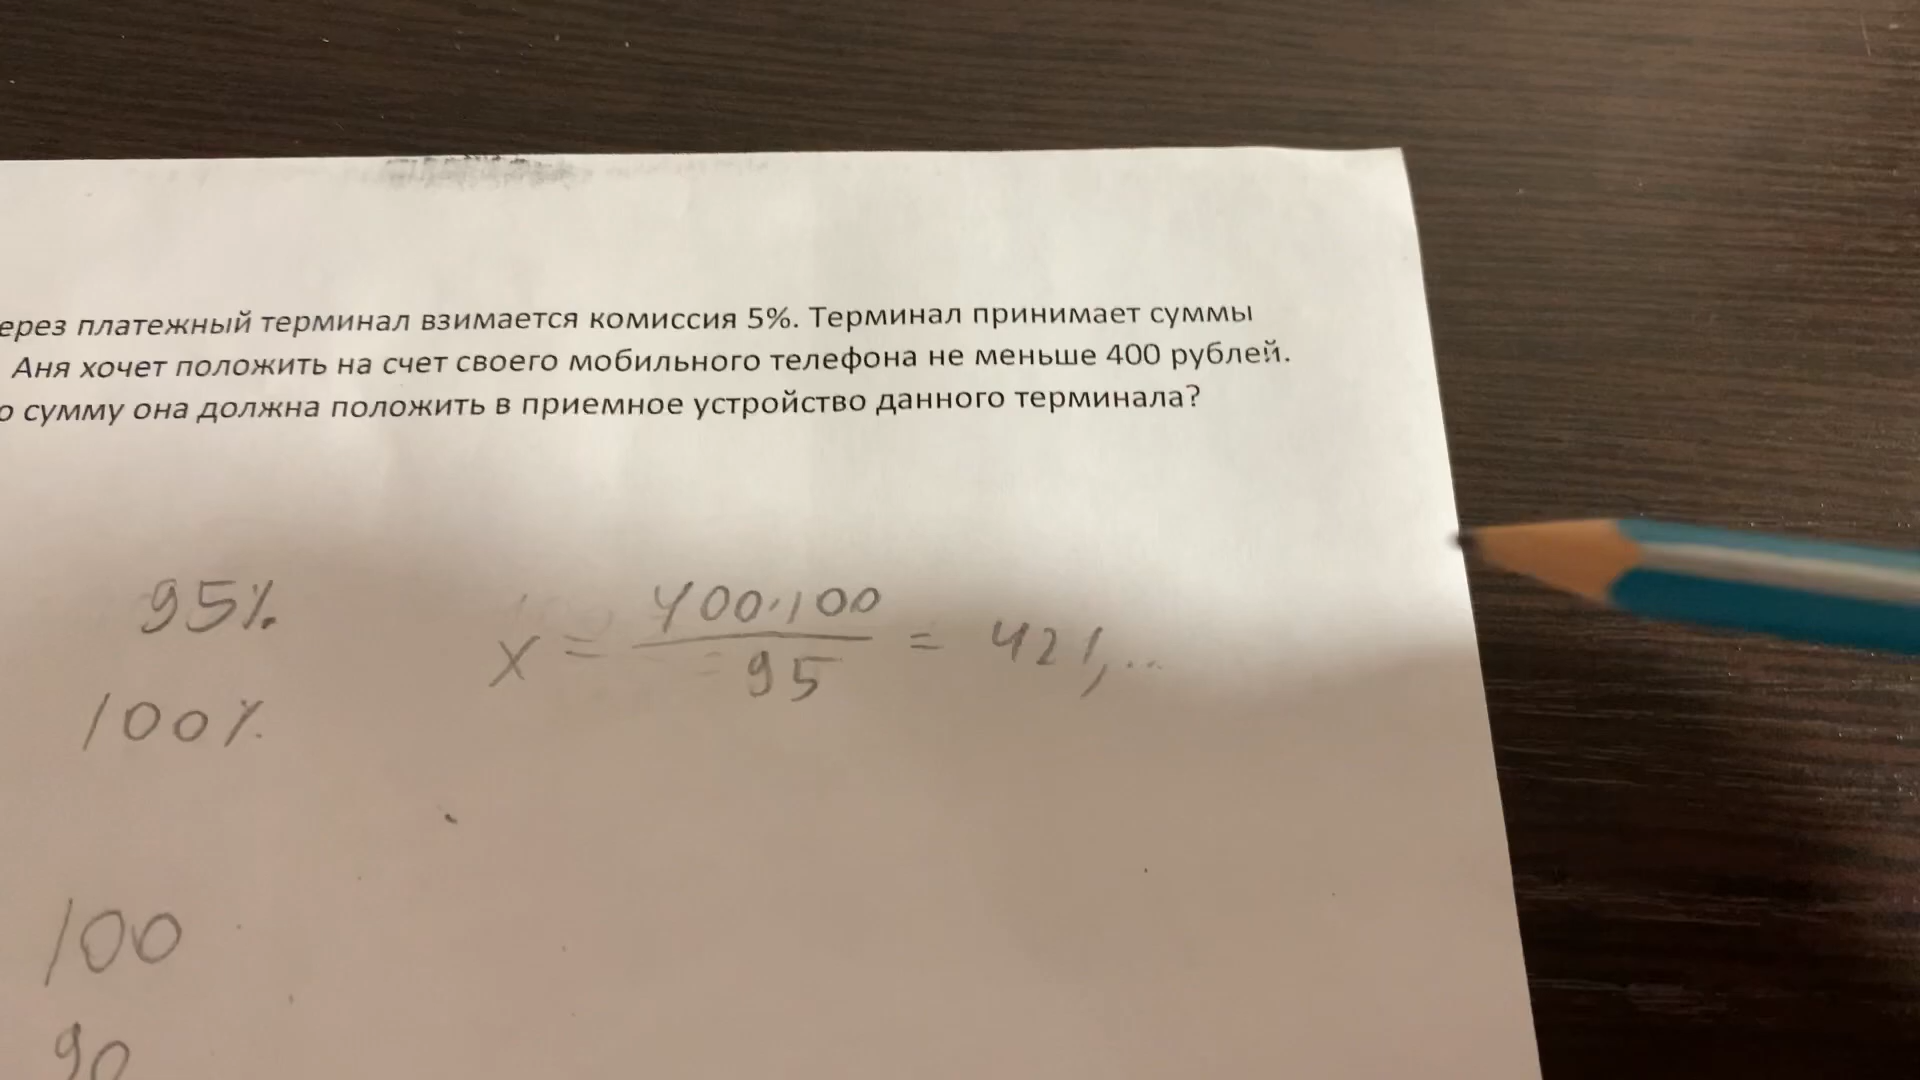 ерез платежный терминал взимается комиссия 5%. Терминал принимает суммы
Аня хочет положить на счет своего мобильного телефона не меньше 400 рублей.
о сумму она должна положить в приемное устройство данного терминала?
95% x = 400·100 / 95 = 421,...
100%
100
90